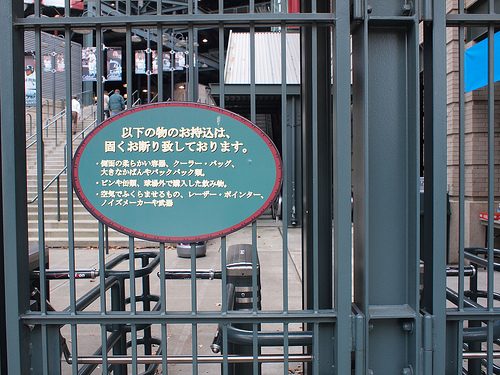 以下の物のお持込は、
固くお断り致しております。
・側面の柔らかい容器、クーラー・バッグ、
大きなかばんやバックパック類。
・ビンや缶類、球場外で購入した飲み物。
・空気でふくらませるもの、レーザー・ポインター、
ノイズメーカーや武器